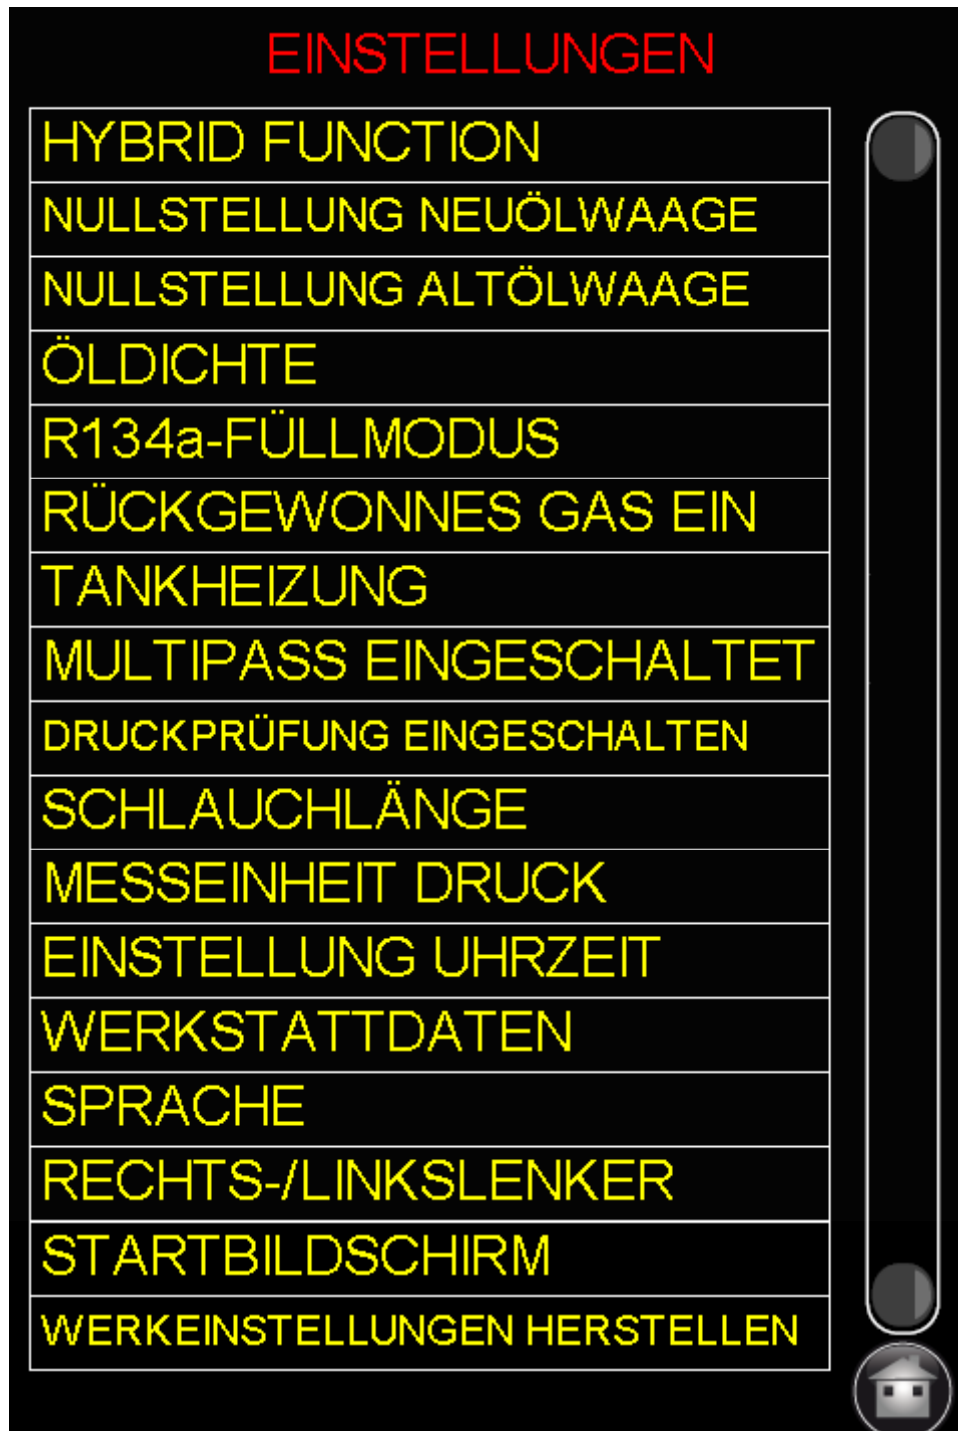 EINSTELLUNGEN
HYBRID FUNCTION
NULLSTELLUNG NEUÖLWAAGE
NULLSTELLUNG ALTÖLWAAGE
ÖLDICHTE
R134a-FÜLLMODUS
RÜCKGEWONNES GAS EIN
TANKHEIZUNG
MULTIPASS EINGESCHALTET
DRUCKPRÜFUNG EINGESCHALTEN
SCHLAUCHLÄNGE
MESSEINHEIT DRUCK
EINSTELLUNG UHRZEIT
WERKSTATTDATEN
SPRACHE
RECHTS-/LINKSLENKER
STARTBILDSCHIRM
WERKEINSTELLUNGEN HERSTELLEN